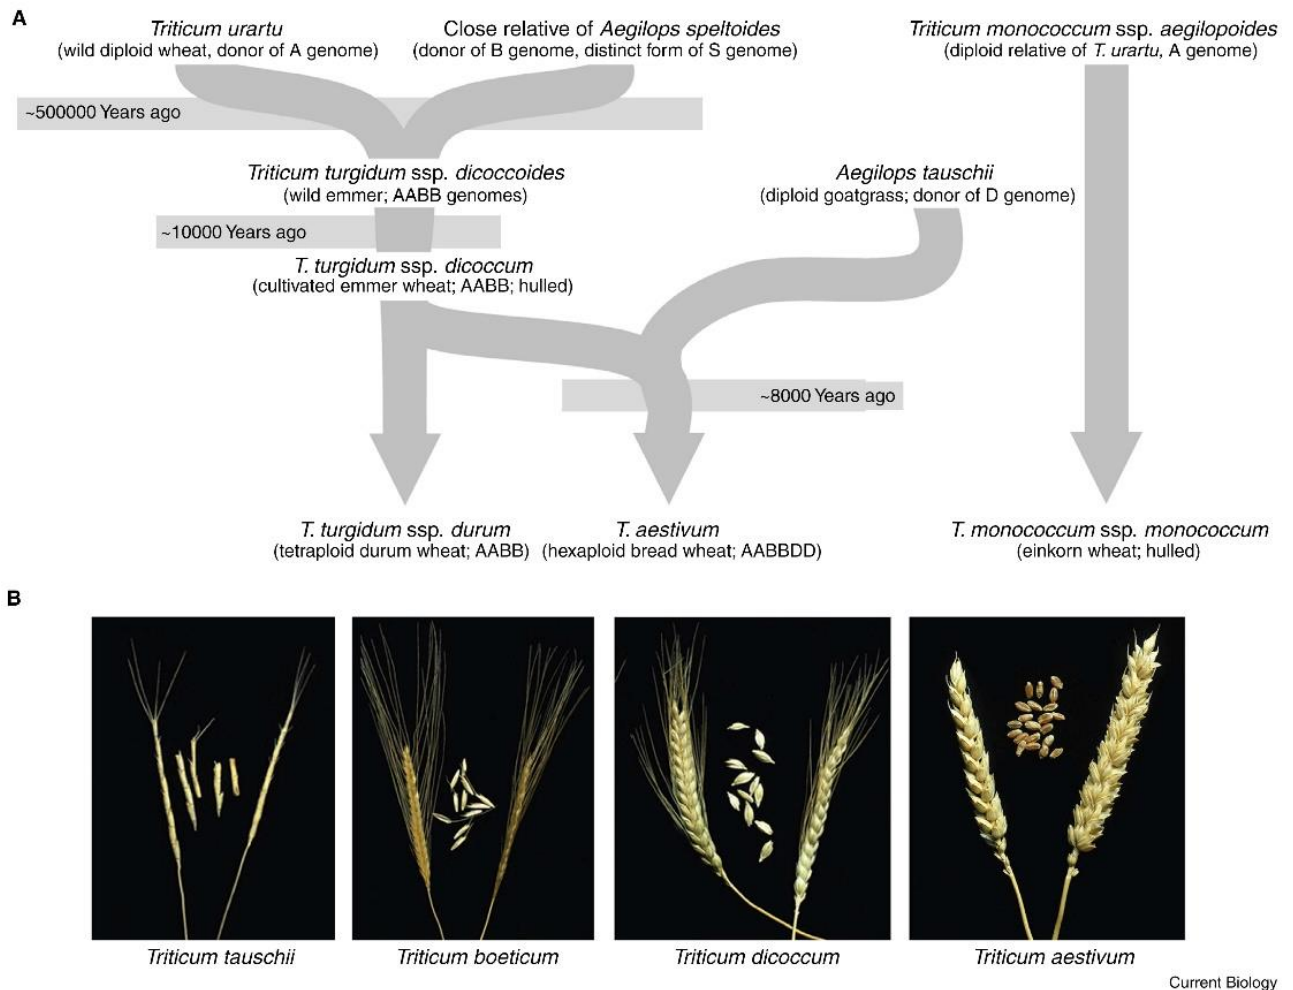 A
Triticum urartu
(wild diploid wheat, donor of A genome)
Close relative of Aegilops speltoides
(donor of B genome, distinct form of S genome)
Triticum monococcum ssp. aegilopoides
(diploid relative of T. urartu, A genome)
~500000 Years ago
Triticum turgidum ssp. dicoccoides
(wild emmer; AABB genomes)
Aegilops tauschii
(diploid goatgrass; donor of D genome)
~10000 Years ago
T. turgidum ssp. dicoccum
(cultivated emmer wheat; AABB; hulled)
~8000 Years ago
T. turgidum ssp. durum
(tetraploid durum wheat; AABB)
T. aestivum
(hexaploid bread wheat; AABBDD)
T. monococcum ssp. monococcum
(einkorn wheat; hulled)
B
Triticum tauschii
Triticum boeticum
Triticum dicoccum
Triticum aestivum
Current Biology